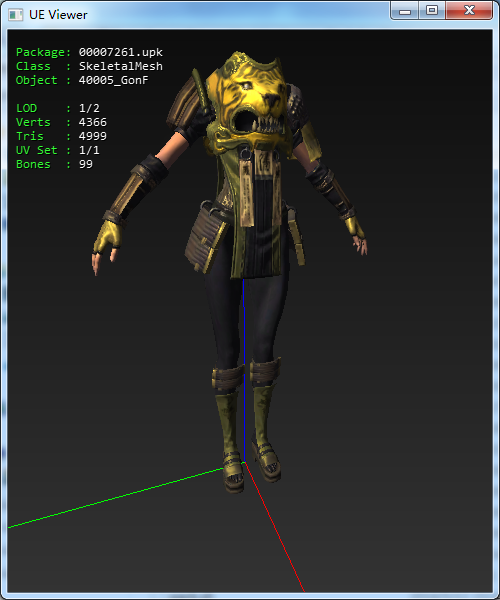 UE Viewer
Package: 00007261.upk
Class  : SkeletalMesh
Object : 40005_GonF
LOD    : 1/2
Verts  : 4366
Tris   : 4999
UV Set : 1/1
Bones  : 99